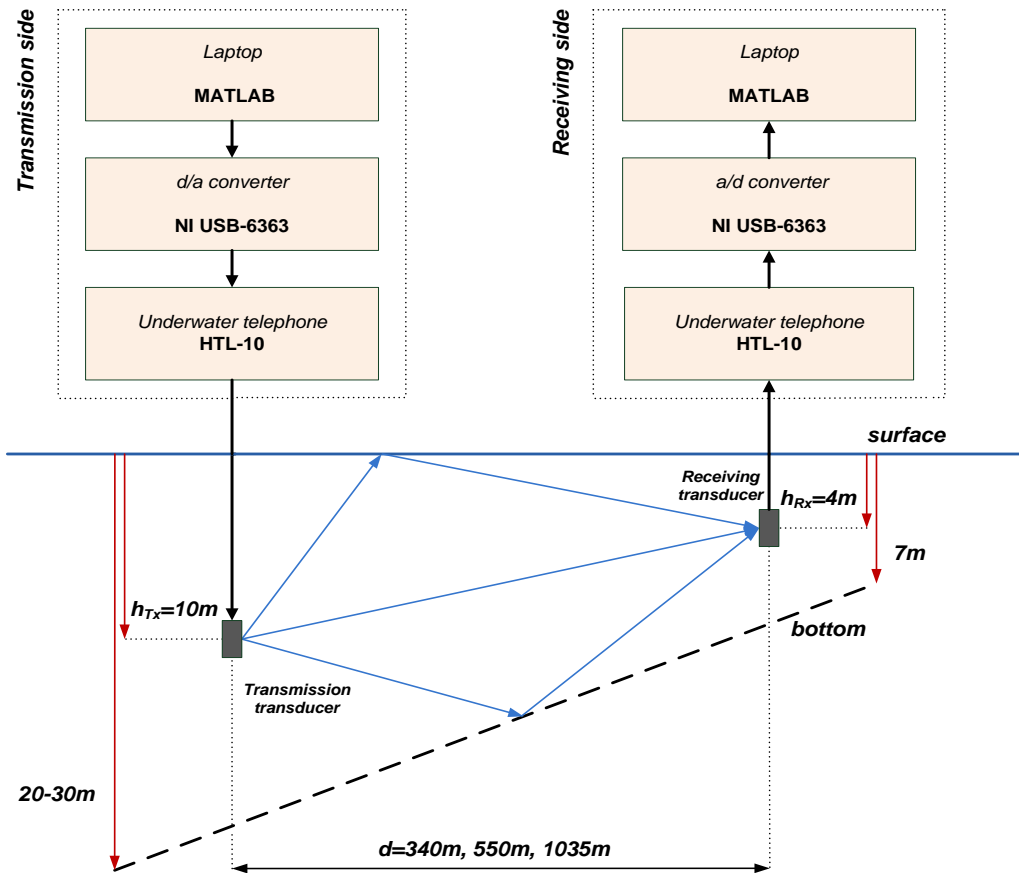 Transmission side
Laptop
MATLAB
d/a converter
NI USB-6363
Underwater telephone
HTL-10
Receiving side
Laptop
MATLAB
a/d converter
NI USB-6363
Underwater telephone
HTL-10
surface
Receiving
transducer
hRx=4m
7m
hTx=10m
bottom
Transmission
transducer
20-30m
d=340m, 550m, 1035m